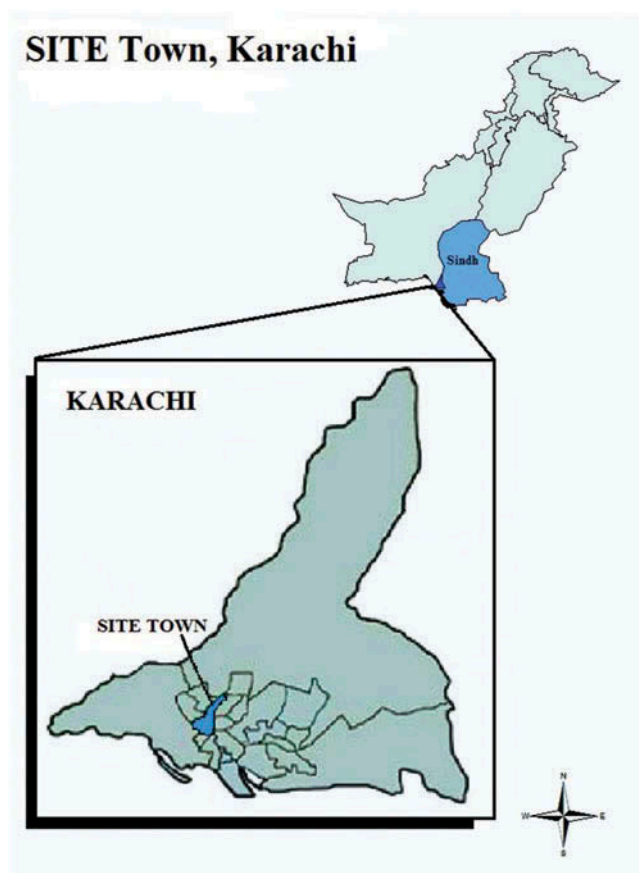 SITE Town, Karachi
Sindh
KARACHI
SITE TOWN
N
W E
S